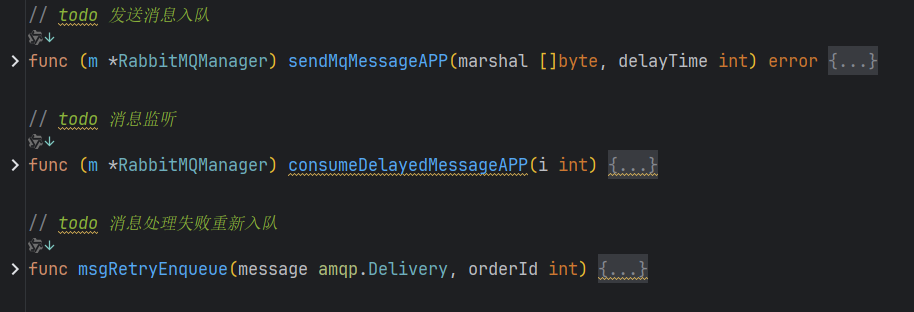 // todo 发送消息入队
func (m *RabbitMQManager) sendMqMessageAPP(marshal []byte, delayTime int) error {...}
// todo 消息监听
func (m *RabbitMQManager) consumeDelayedMessageAPP(i int) {...}
// todo 消息处理失败重新入队
func msgRetryEnqueue(message amqp.Delivery, orderId int) {...}